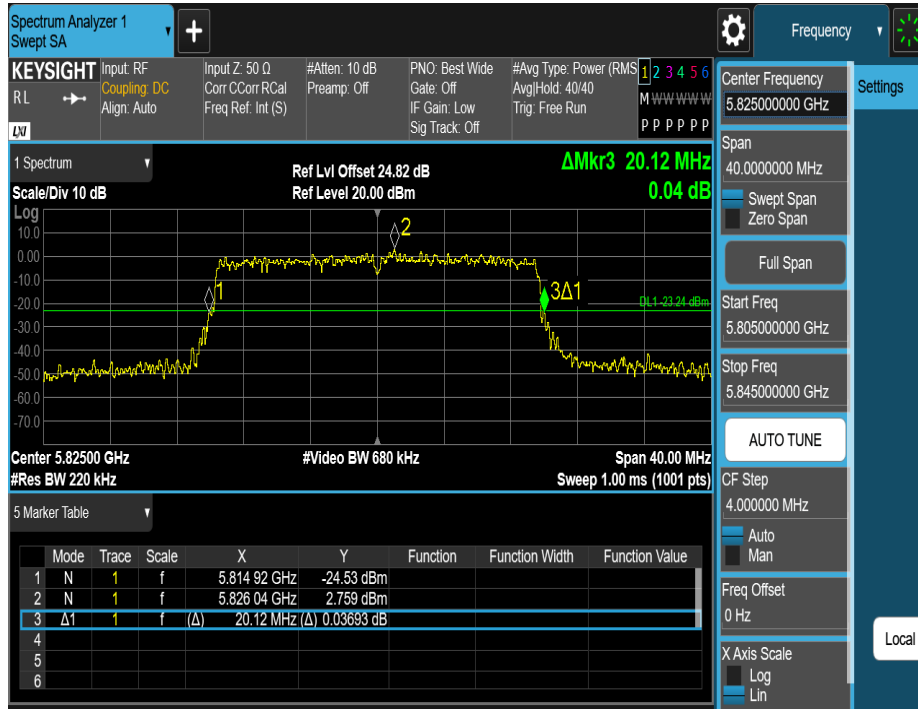 Spectrum Analyzer 1
Swept SA
+
Frequency
KEYSIGHT
RL
LXI
Input: RF
Coupling: DC
Align: Auto
Input Z: 50 Ω
Corr CCorr RCal
Freq Ref: Int (S)
#Atten: 10 dB
Preamp: Off
PNO: Best Wide
Gate: Off
IF Gain: Low
Sig Track: Off
#Avg Type: Power (RMS
Avg|Hold: 40/40
Trig: Free Run
1 2 3 4 5 6
M W W W W W
P P P P P P
Center Frequency
5.825000000 GHz
Settings
Span
40.0000000 MHz
Swept Span
Zero Span
Full Span
Start Freq
5.805000000 GHz
Stop Freq
5.845000000 GHz
AUTO TUNE
CF Step
4.000000 MHz
Auto
Man
Freq Offset
0 Hz
X Axis Scale
Log
Lin
Local
1 Spectrum
Scale/Div 10 dB
Ref Lvl Offset 24.82 dB
Ref Level 20.00 dBm
ΔMkr3 20.12 MHz
0.04 dB
Log
10.0
0.00
-10.0
-20.0
-30.0
-40.0
-50.0
-60.0
-70.0
2
1
3Δ1
DL1 -23.24 dBm
Center 5.82500 GHz
#Video BW 680 kHz
Span 40.00 MHz
#Res BW 220 kHz
Sweep 1.00 ms (1001 pts)
5 Marker Table
Mode Trace Scale X Y Function Function Width Function Value
1 N 1 f 5.814 92 GHz -24.53 dBm
2 N 1 f 5.826 04 GHz 2.759 dBm
3 Δ1 1 f (Δ) 20.12 MHz (Δ) 0.03693 dB
4
5
6